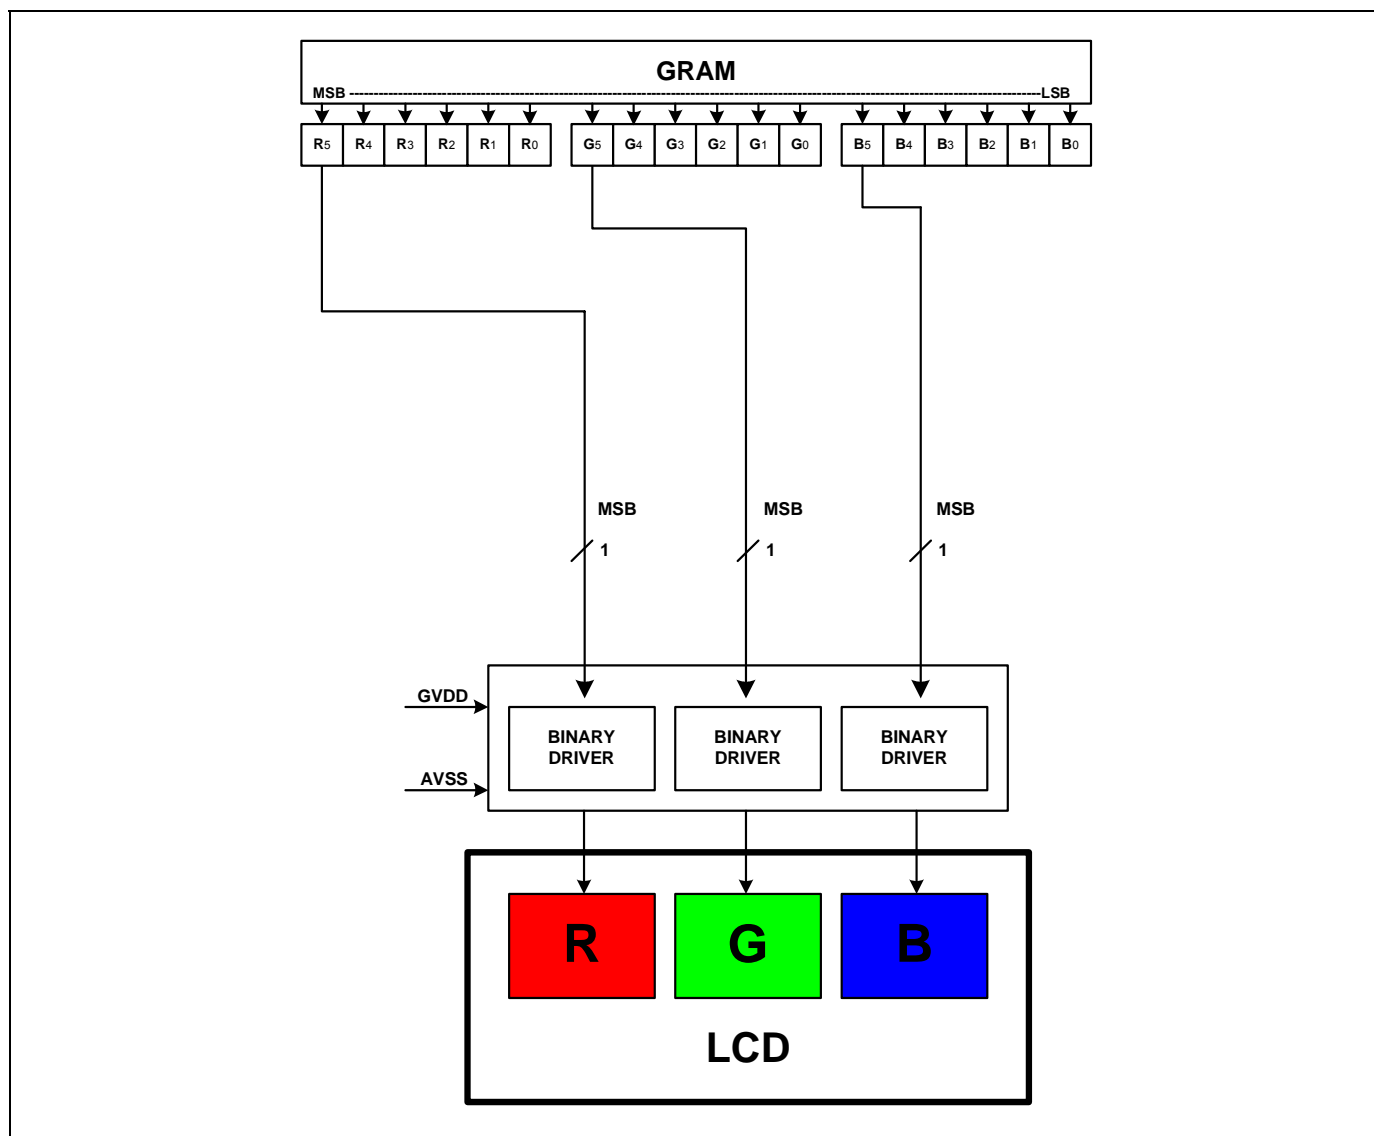 GRAM
MSB ------------------------------------------------------------------------------------------------------------------------LSB
R5 R4 R3 R2 R1 R0 G5 G4 G3 G2 G1 G0 B5 B4 B3 B2 B1 B0
MSB MSB MSB
1 1 1
GVDD
BINARY DRIVER
BINARY DRIVER
BINARY DRIVER
AVSS
R G B
LCD